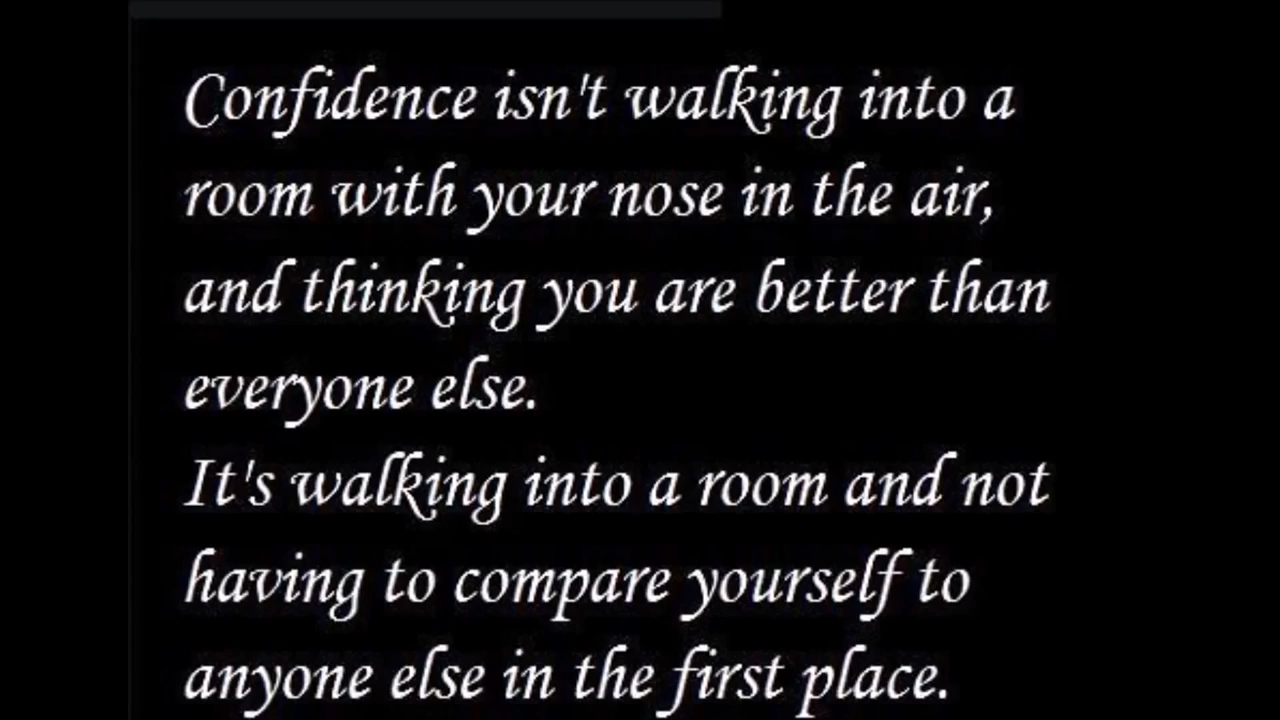 Confidence isn't walking into a
room with your nose in the air,
and thinking you are better than
everyone else.
It's walking into a room and not
having to compare yourself to
anyone else in the first place.